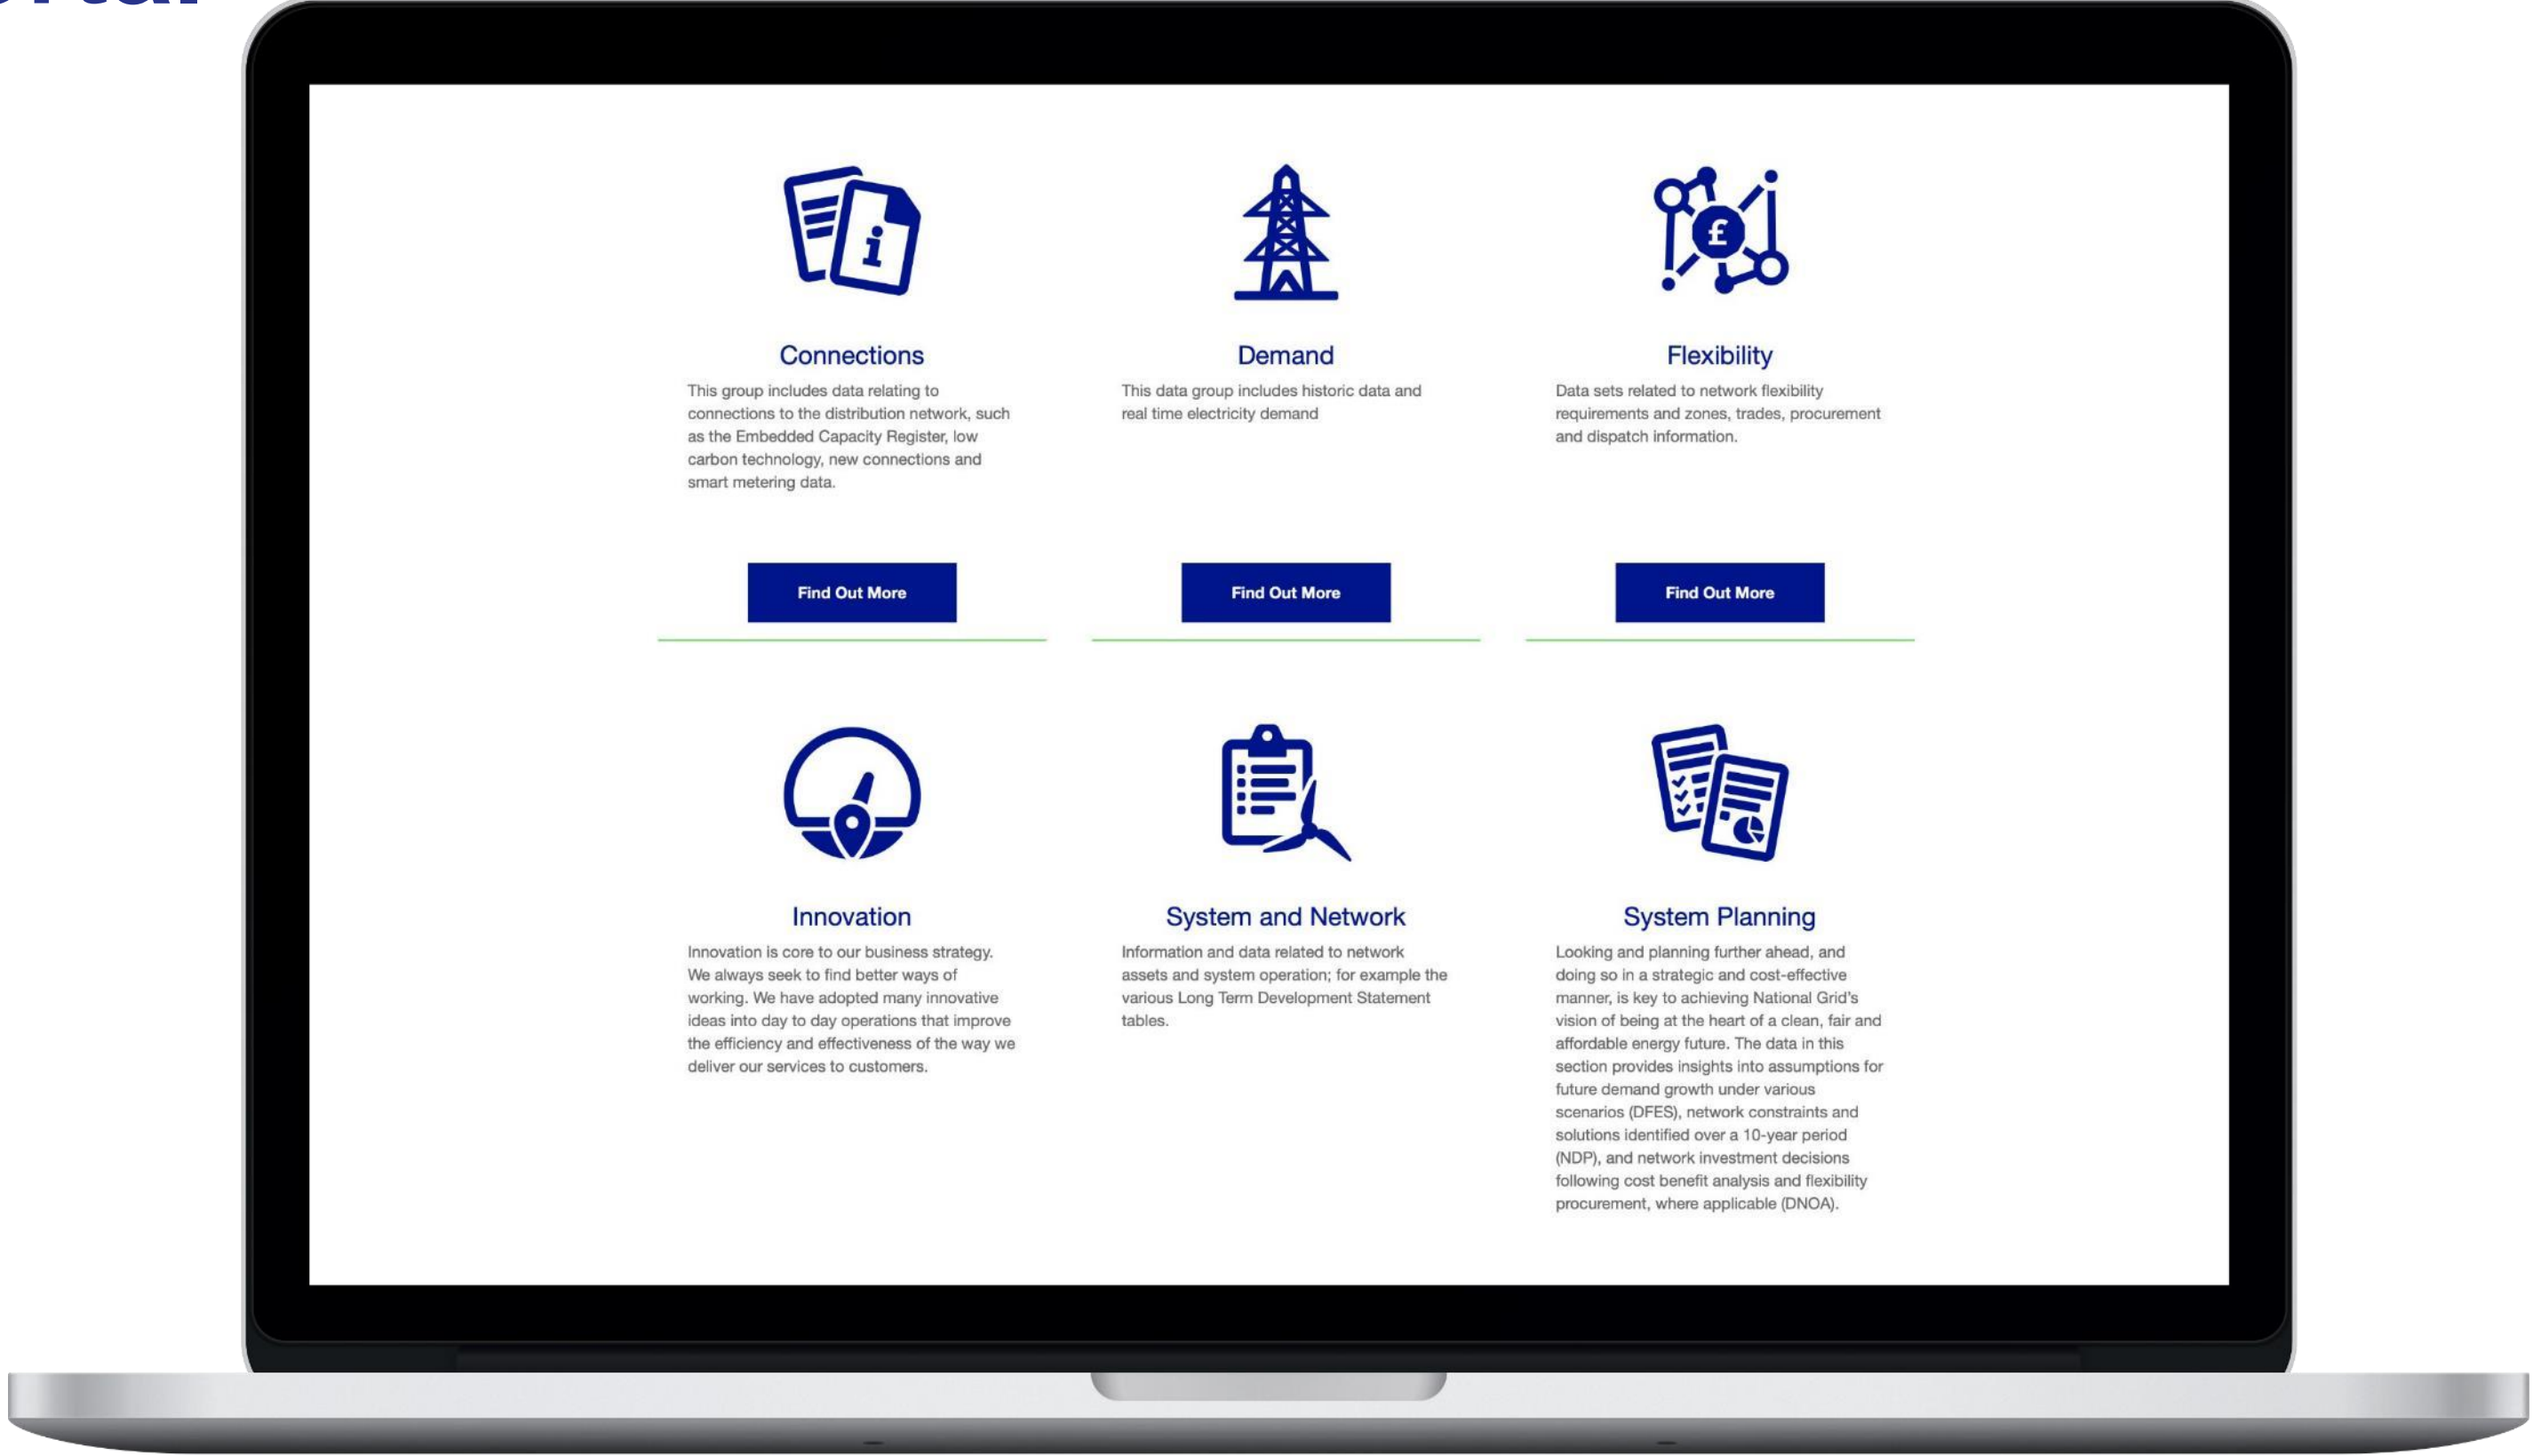 Connections
This group includes data relating to
connections to the distribution network, such
as the Embedded Capacity Register, low
carbon technology, new connections and
smart metering data.
Find Out More
Demand
This data group includes historic data and
real time electricity demand
Find Out More
Flexibility
Data sets related to network flexibility
requirements and zones, trades, procurement
and dispatch information.
Find Out More
Innovation
Innovation is core to our business strategy.
We always seek to find better ways of
working. We have adopted many innovative
ideas into day to day operations that improve
the efficiency and effectiveness of the way we
deliver our services to customers.
System and Network
Information and data related to network
assets and system operation; for example the
various Long Term Development Statement
tables.
System Planning
Looking and planning further ahead, and
doing so in a strategic and cost-effective
manner, is key to achieving National Grid's
vision of being at the heart of a clean, fair and
affordable energy future. The data in this
section provides insights into assumptions for
future demand growth under various
scenarios (DFES), network constraints and
solutions identified over a 10-year period
(NDP), and network investment decisions
following cost benefit analysis and flexibility
procurement, where applicable (DNOA).